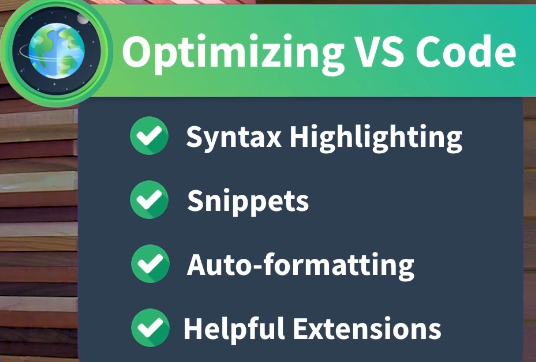 Optimizing VS Code
Syntax Highlighting
Snippets
Auto-formatting
Helpful Extensions